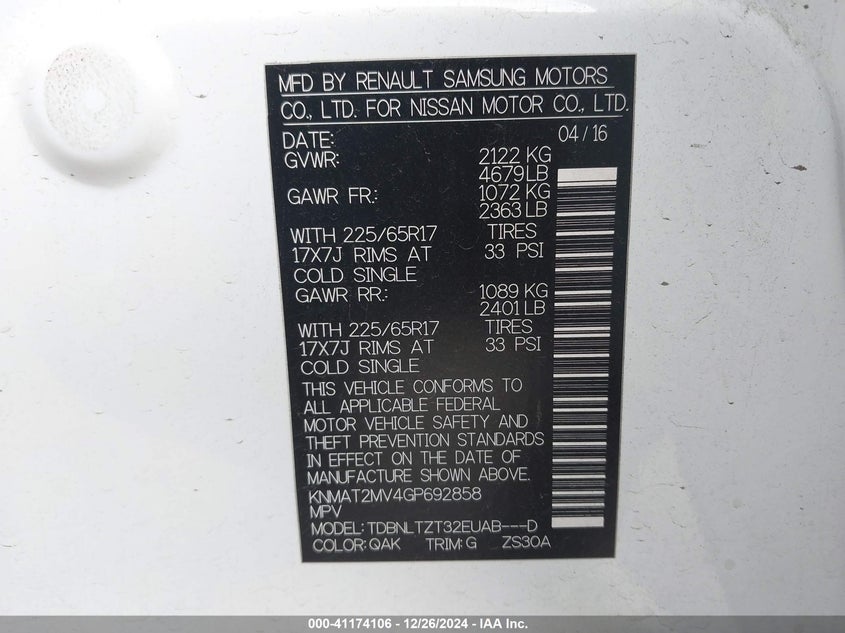 MFD BY RENAULT SAMSUNG MOTORS
CO., LTD. FOR NISSAN MOTOR CO., LTD.
DATE: 04/16
GVWR: 2122 KG
4679LB
GAWR FR.: 1072 KG
2363 LB
WITH 225/65R17 TIRES
17X7J RIMS AT 33 PSI
COLD SINGLE
GAWR RR.: 1089 KG
2401 LB
WITH 225/65R17 TIRES
17X7J RIMS AT 33 PSI
COLD SINGLE
THIS VEHICLE CONFORMS TO
ALL APPLICABLE FEDERAL
MOTOR VEHICLE SAFETY AND
THEFT PREVENTION STANDARDS
IN EFFECT ON THE DATE OF
MANUFACTURE SHOWN ABOVE.
KNMAT2MV4GP692858
MPV
MODEL: TDBNLTZT32EUAB---D
COLOR: QAK TRIM: G ZS30A
000-41174106 - 12/26/2024 - IAA Inc.